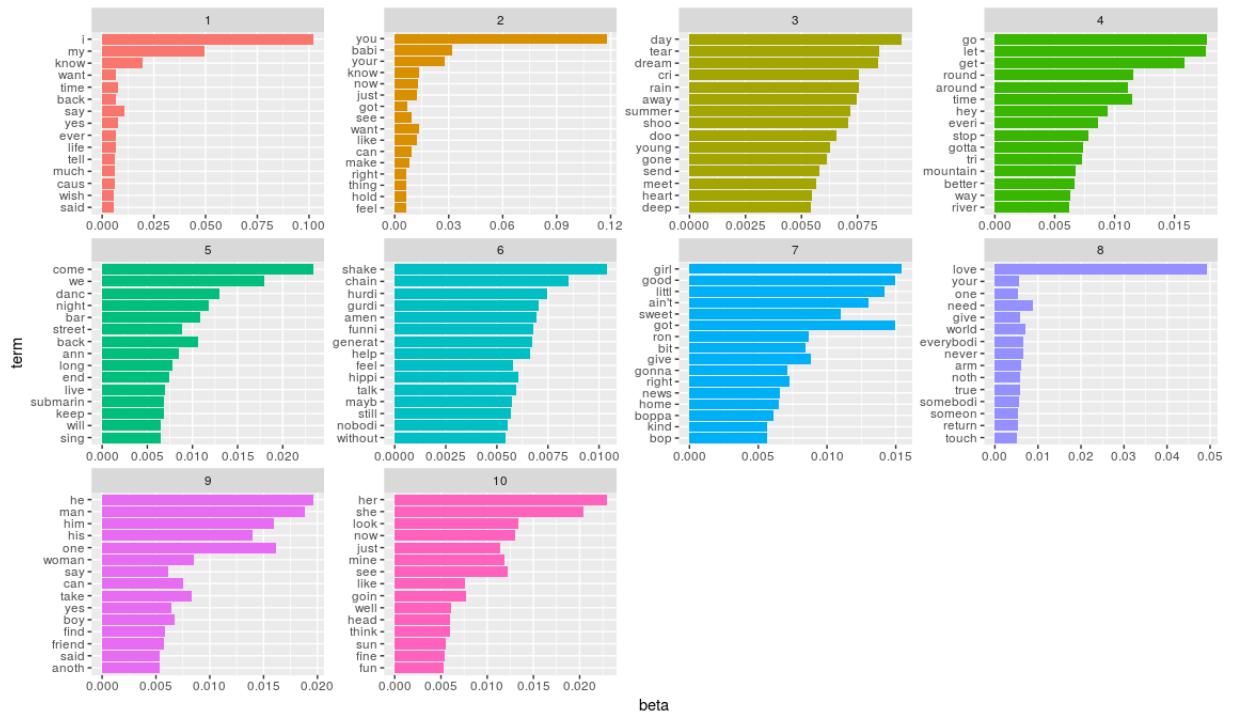 1
i
my
know
want
time
back
say
yes
ever
life
tell
much
caus
wish
said
0.000 0.025 0.050 0.075 0.100
2
you
babi
your
know
now
just
got
see
want
like
can
make
right
thing
hold
feel
0.00 0.03 0.06 0.09 0.12
3
day
tear
dream
cri
rain
away
summer
shoo
doo
young
gone
send
meet
heart
deep
0.0000 0.0025 0.0050 0.0075
4
go
let
get
round
around
time
hey
everi
stop
gotta
tri
mountain
better
way
river
0.000 0.005 0.010 0.015
5
come
we
danc
night
bar
street
back
ann
long
end
live
submarin
keep
will
sing
0.000 0.005 0.010 0.015 0.020
6
shake
chain
hurdi
gurdi
amen
funni
generat
help
feel
hippi
talk
mayb
still
nobodi
without
0.0000 0.0025 0.0050 0.0075 0.0100
7
girl
good
littl
ain't
sweet
got
ron
bit
give
gonna
right
news
home
boppa
kind
bop
0.000 0.005 0.010 0.015
8
love
your
one
need
give
world
everybodi
never
arm
noth
true
somebodi
someon
return
touch
0.00 0.01 0.02 0.03 0.04 0.05
9
he
man
him
his
one
woman
say
can
take
yes
boy
find
friend
said
anoth
0.000 0.005 0.010 0.015 0.020
10
her
she
look
now
just
mine
see
like
goin
well
head
think
sun
fine
fun
0.000 0.005 0.010 0.015 0.020
term
beta